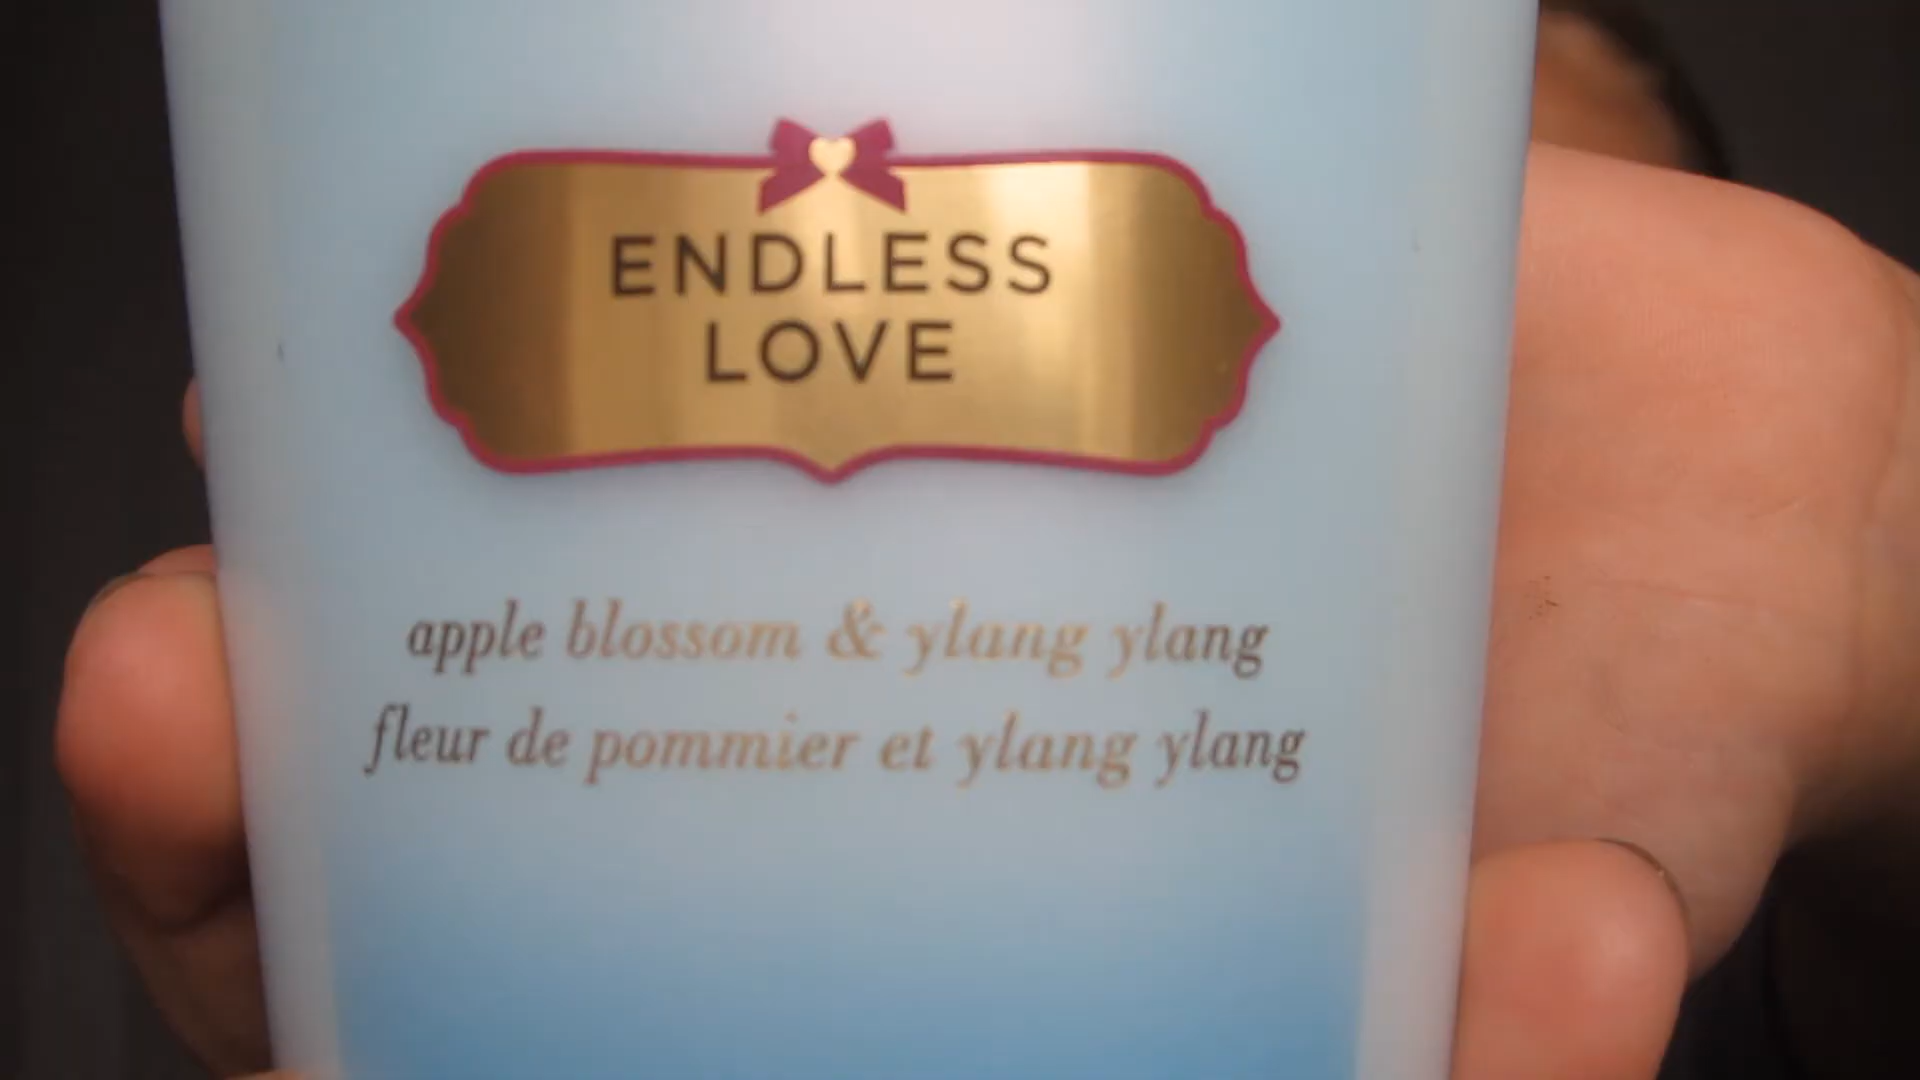 ENDLESS
LOVE
apple blossom & ylang ylang
fleur de pommier et ylang ylang